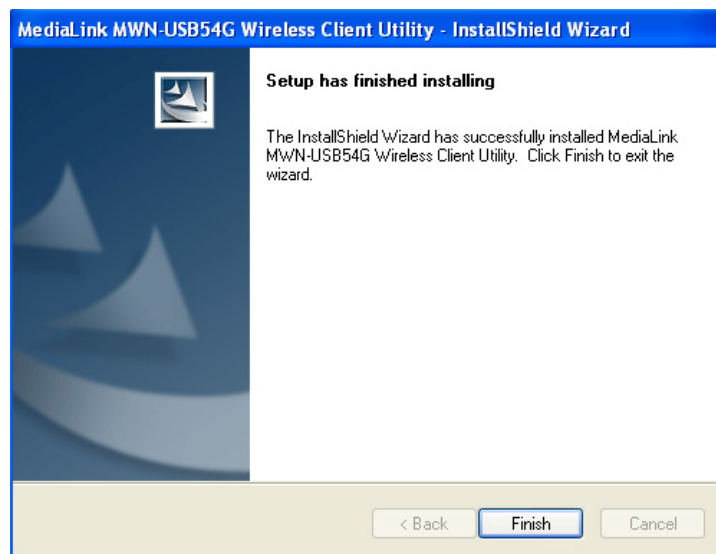 MediaLink MWN-USB54G Wireless Client Utility - InstallShield Wizard
Setup has finished installing
The InstallShield Wizard has successfully installed MediaLink
MWN-USB54G Wireless Client Utility. Click Finish to exit the
wizard.
< Back
Finish
Cancel